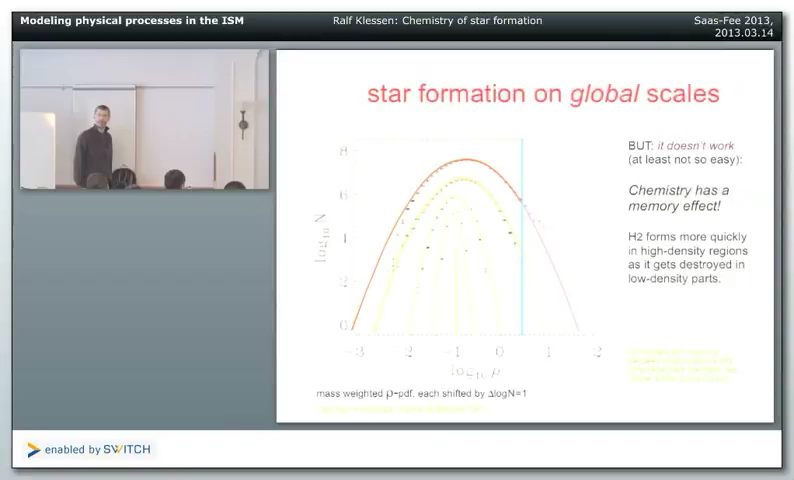 Modeling physical processes in the ISM
Ralf Klessen: Chemistry of star formation
Saas-Fee 2013,
2013.03.14
star formation on global scales
8
6
4
2
0
log₁₀N
-3
-2
-1
0
1
2
log₁₀ ρ
mass weighted ρ-pdf, each shifted by ΔlogN=1
BUT: it doesn't work
(at least not so easy):
Chemistry has a
memory effect!
H2 forms more quickly
in high-density regions
as it gets destroyed in
low-density parts.
enabled by SWITCH